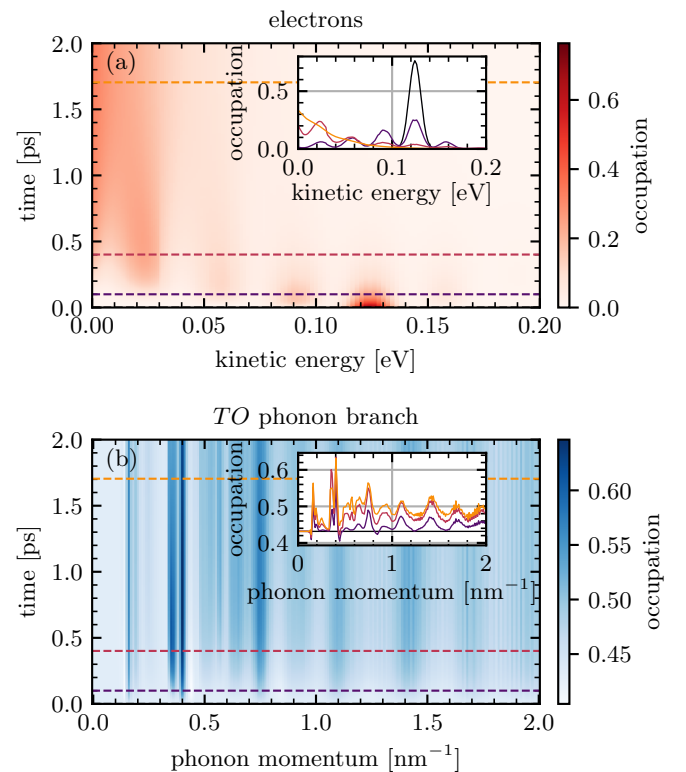 electrons
(a)
2.0
1.5
1.0
0.5
0.0
time [ps]
0.00 0.05 0.10 0.15 0.20
kinetic energy [eV]
0.5
0.0
occupation
0.0 0.1 0.2
kinetic energy [eV]
0.6
0.4
0.2
0.0
occupation
TO phonon branch
(b)
2.0
1.5
1.0
0.5
0.0
time [ps]
0.0 0.5 1.0 1.5 2.0
phonon momentum [nm⁻¹]
0.6
0.5
0.4
occupation
0 1 2
phonon momentum [nm⁻¹]
0.60
0.55
0.50
0.45
occupation